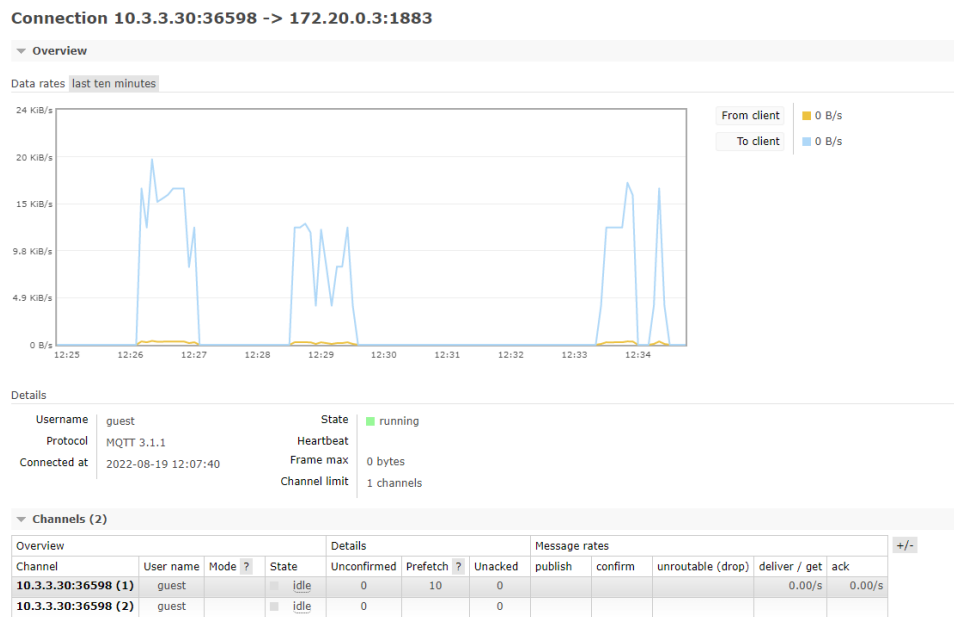 Connection 10.3.3.30:36598 -> 172.20.0.3:1883
Overview
Data rates last ten minutes
24 KiB/s
20 KiB/s
15 KiB/s
9.8 KiB/s
4.9 KiB/s
0 B/s
12:25 12:26 12:27 12:28 12:29 12:30 12:31 12:32 12:33 12:34
From client 0 B/s
To client 0 B/s
Details
Username guest
Protocol MQTT 3.1.1
Connected at 2022-08-19 12:07:40
State running
Heartbeat
Frame max 0 bytes
Channel limit 1 channels
Channels (2)
Overview Details Message rates +/-
Channel User name Mode ? State Unconfirmed Prefetch ? Unacked publish confirm unroutable (drop) deliver / get ack
10.3.3.30:36598 (1) guest idle 0 10 0 0.00/s 0.00/s
10.3.3.30:36598 (2) guest idle 0 0